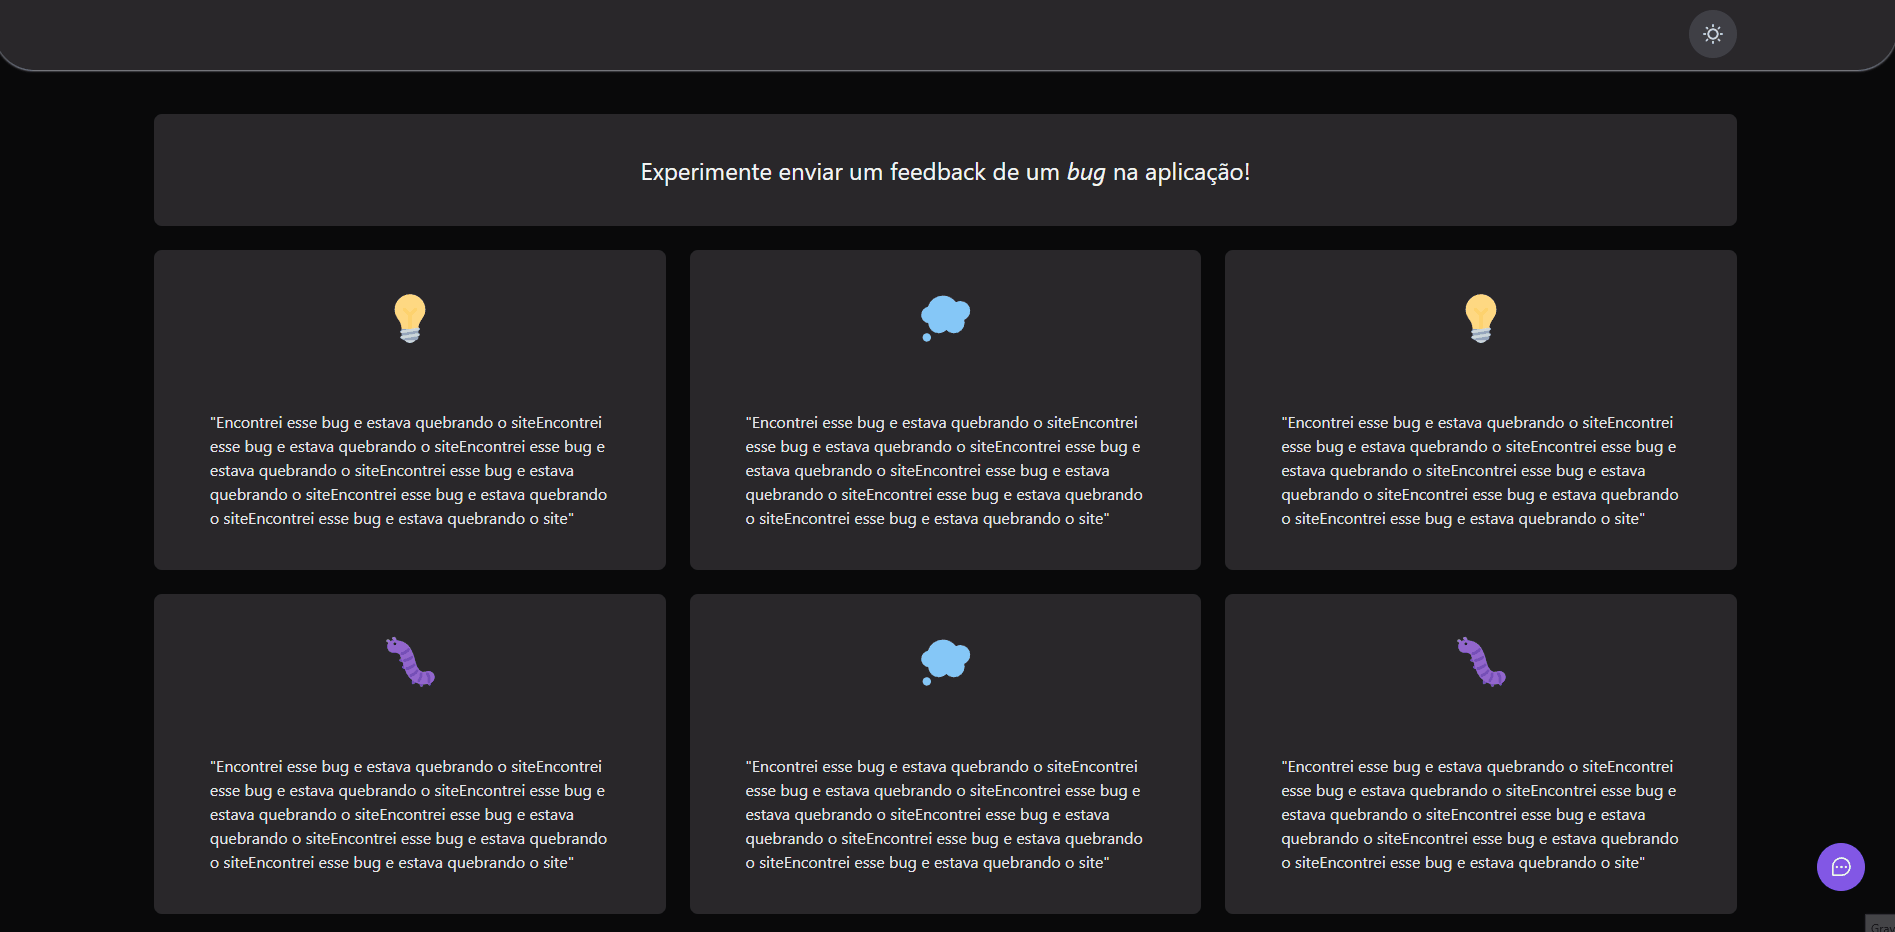 Experimente enviar um feedback de um bug na aplicação!
"Encontrei esse bug e estava quebrando o siteEncontrei
esse bug e estava quebrando o siteEncontrei esse bug e
estava quebrando o siteEncontrei esse bug e estava
quebrando o siteEncontrei esse bug e estava quebrando
o siteEncontrei esse bug e estava quebrando o site"
"Encontrei esse bug e estava quebrando o siteEncontrei
esse bug e estava quebrando o siteEncontrei esse bug e
estava quebrando o siteEncontrei esse bug e estava
quebrando o siteEncontrei esse bug e estava quebrando
o siteEncontrei esse bug e estava quebrando o site"
"Encontrei esse bug e estava quebrando o siteEncontrei
esse bug e estava quebrando o siteEncontrei esse bug e
estava quebrando o siteEncontrei esse bug e estava
quebrando o siteEncontrei esse bug e estava quebrando
o siteEncontrei esse bug e estava quebrando o site"
"Encontrei esse bug e estava quebrando o siteEncontrei
esse bug e estava quebrando o siteEncontrei esse bug e
estava quebrando o siteEncontrei esse bug e estava
quebrando o siteEncontrei esse bug e estava quebrando
o siteEncontrei esse bug e estava quebrando o site"
"Encontrei esse bug e estava quebrando o siteEncontrei
esse bug e estava quebrando o siteEncontrei esse bug e
estava quebrando o siteEncontrei esse bug e estava
quebrando o siteEncontrei esse bug e estava quebrando
o siteEncontrei esse bug e estava quebrando o site"
"Encontrei esse bug e estava quebrando o siteEncontrei
esse bug e estava quebrando o siteEncontrei esse bug e
estava quebrando o siteEncontrei esse bug e estava
quebrando o siteEncontrei esse bug e estava quebrando
o siteEncontrei esse bug e estava quebrando o site"